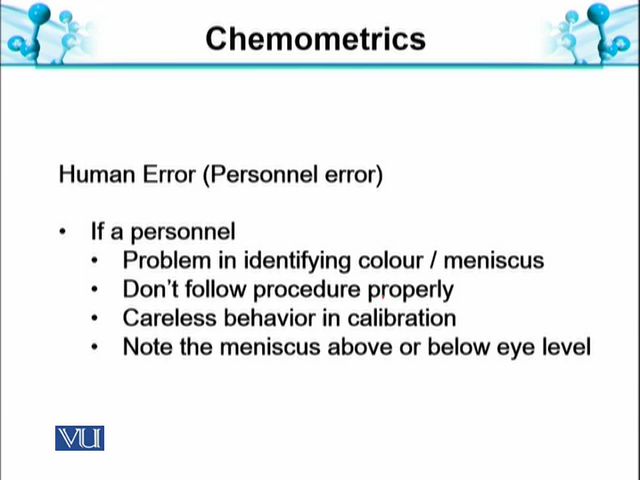 Chemometrics
Human Error (Personnel error)
• If a personnel
• Problem in identifying colour / meniscus
• Don't follow procedure properly
• Careless behavior in calibration
• Note the meniscus above or below eye level
VU